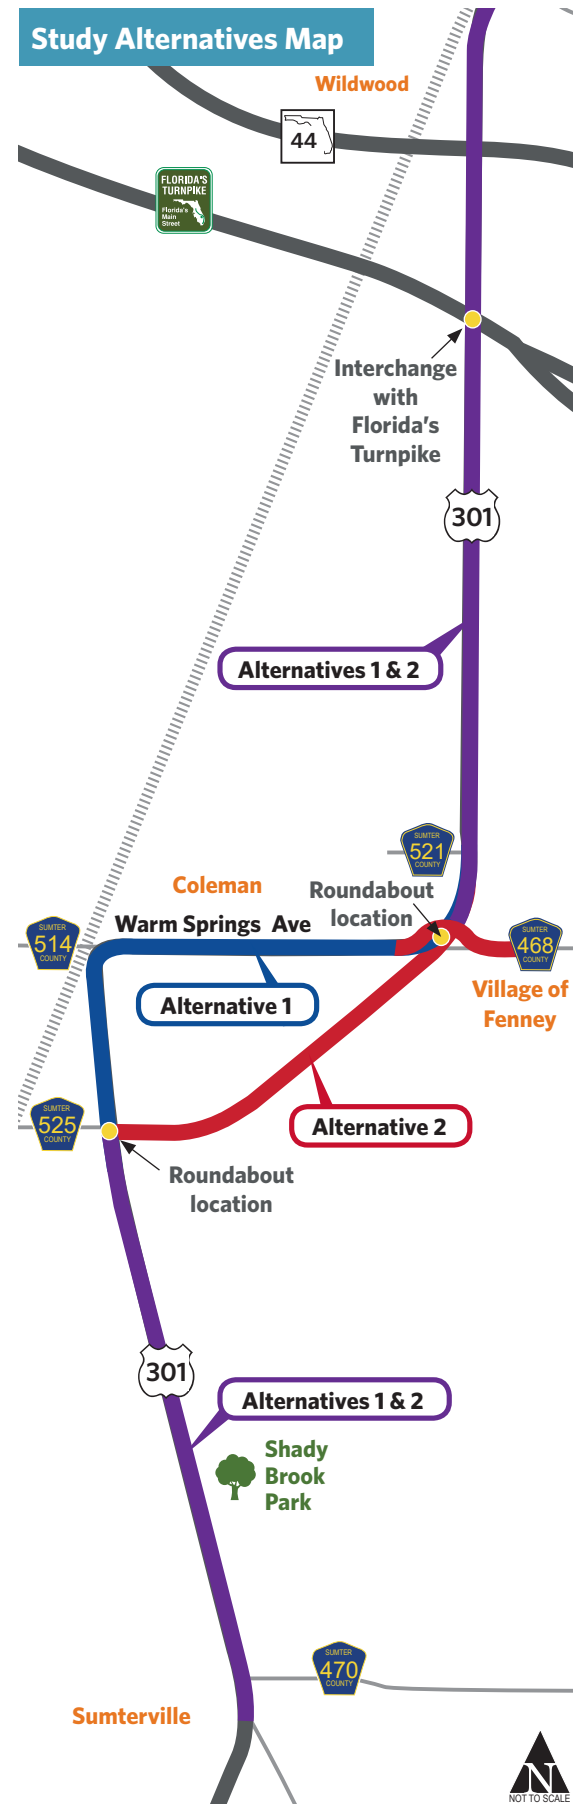 Study Alternatives Map
Wildwood
44
FLORIDA'S
TURNPIKE
Florida's
Main
Street
Interchange
with
Florida's
Turnpike
301
Alternatives 1 & 2
SUMTER
521
COUNTY
Coleman
Roundabout
location
Warm Springs Ave
SUMTER
514
COUNTY
SUMTER
468
COUNTY
Village of
Fenney
Alternative 1
SUMTER
525
COUNTY
Alternative 2
Roundabout
location
301
Alternatives 1 & 2
Shady
Brook
Park
SUMTER
470
COUNTY
Sumterville
N
NOT TO SCALE